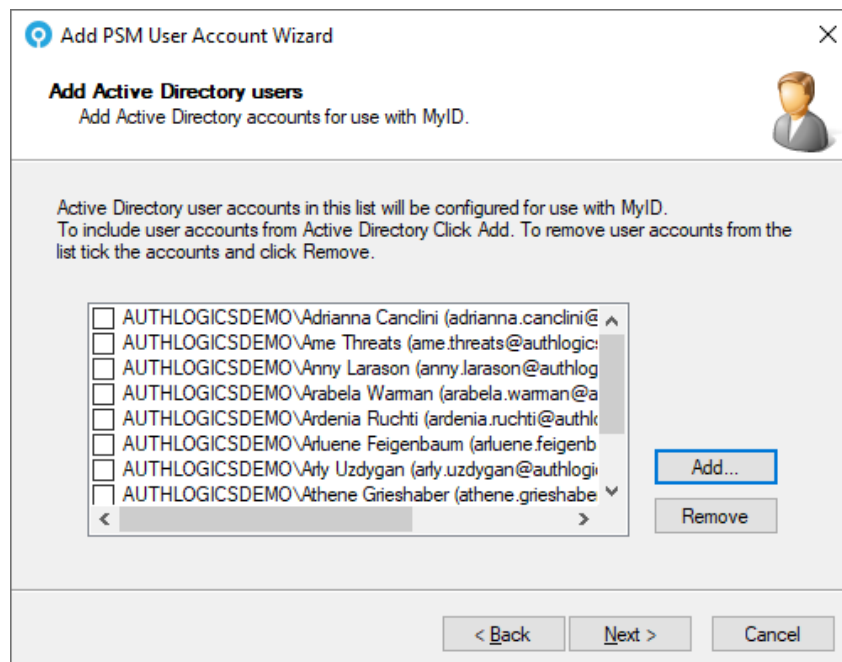 Add PSM User Account Wizard
Add Active Directory users
Add Active Directory accounts for use with MyID.
Active Directory user accounts in this list will be configured for use with MyID.
To include user accounts from Active Directory Click Add. To remove user accounts from the
list tick the accounts and click Remove.
AUTHLOGICSDEMO\Adrianna Canclini (adrianna.canclini@
AUTHLOGICSDEMO\Ame Threats (ame.threats@authlogics
AUTHLOGICSDEMO\Anny Larason (anny.larason@authlog
AUTHLOGICSDEMO\Arabela Warman (arabela.warman@a
AUTHLOGICSDEMO\Ardenia Ruchti (ardenia.ruchti@authlo
AUTHLOGICSDEMO\Arluene Feigenbaum (arluene.feigenb
AUTHLOGICSDEMO\Arly Uzdygan (arly.uzdygan@authlogi
AUTHLOGICSDEMO\Athene Grieshaber (athene.grieshabe
Add...
Remove
< Back
Next >
Cancel